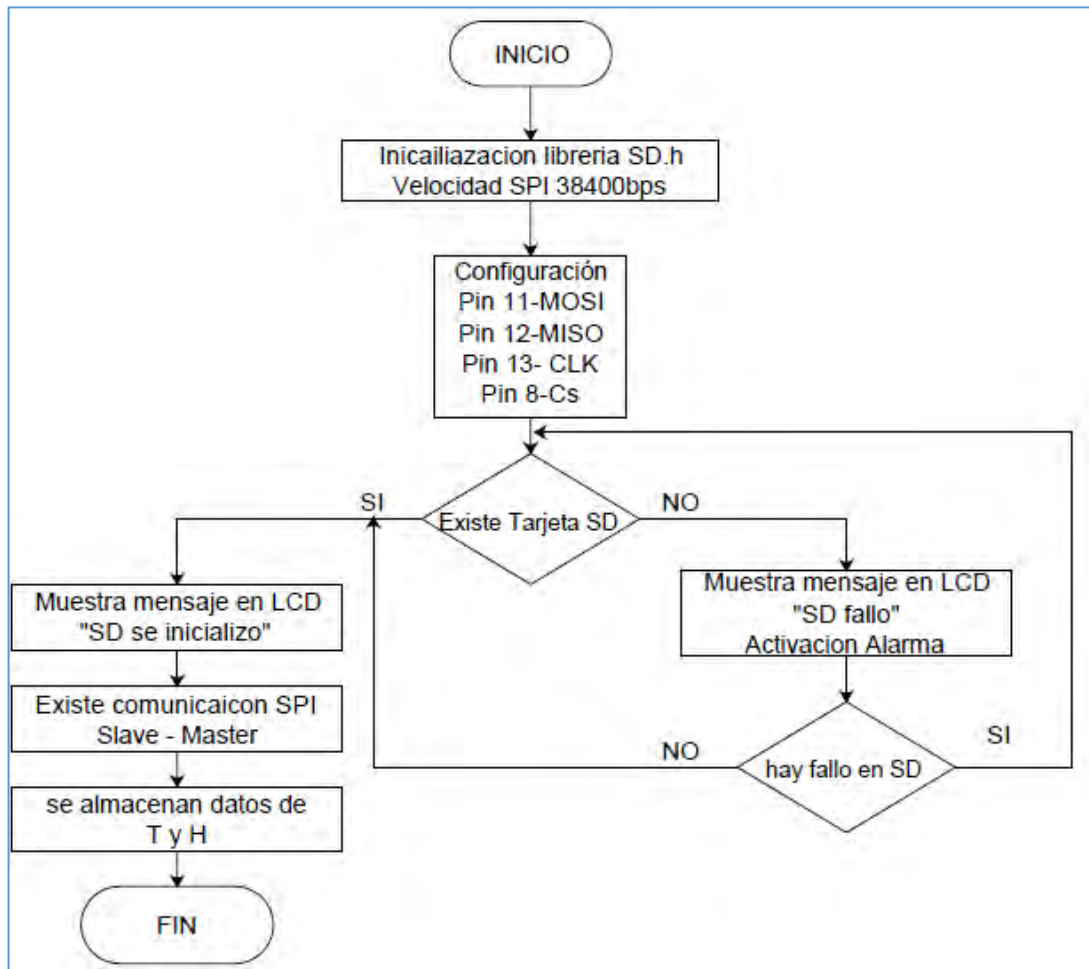 INICIO
Inicailiazacion libreria SD.h
Velocidad SPI 38400bps
Configuración
Pin 11-MOSI
Pin 12-MISO
Pin 13- CLK
Pin 8-Cs
SI
Existe Tarjeta SD
NO
Muestra mensaje en LCD
"SD se inicializo"
Muestra mensaje en LCD
"SD fallo"
Activacion Alarma
Existe comunicaicon SPI
Slave - Master
NO
hay fallo en SD
SI
se almacenan datos de
T y H
FIN